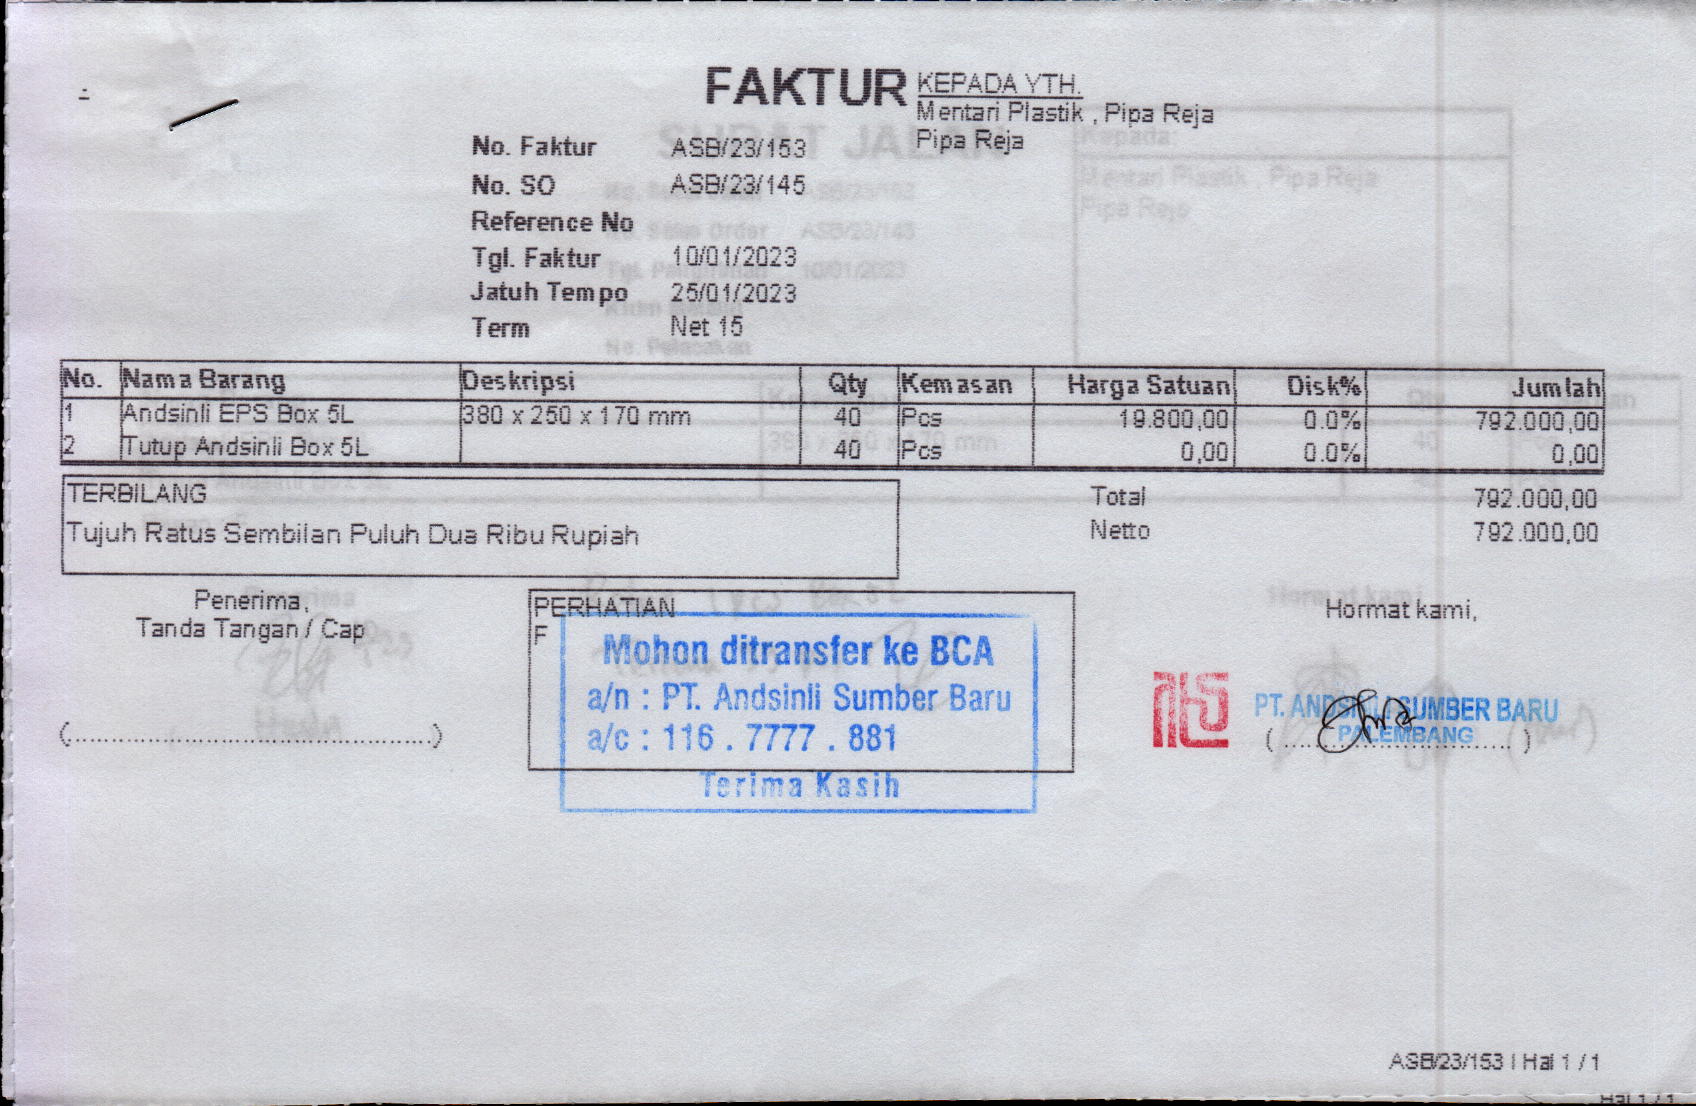 FAKTUR
KEPADA YTH.
Mentari Plastik , Pipa Reja
Pipa Reja
No. Faktur ASB/23/153
No. SO ASB/23/145
Reference No
Tgl. Faktur 10/01/2023
Jatuh Tempo 25/01/2023
Term Net 15
No. Nama Barang Deskripsi Qty Kemasan Harga Satuan Disk% Jumlah
1 Andsinli EPS Box 5L 380 x 250 x 170 mm 40 Pcs 19.800,00 0.0% 792.000,00
2 Tutup Andsinli Box 5L 40 Pcs 0,00 0.0% 0,00
TERBILANG
Tujuh Ratus Sembilan Puluh Dua Ribu Rupiah
Total 792.000,00
Netto 792.000,00
Penerima,
Tanda Tangan / Cap
(..........................................)
PERHATIAN
F
Mohon ditransfer ke BCA
a/n : PT. Andsinli Sumber Baru
a/c : 116 . 7777 . 881
Terima Kasih
Hormat kami,
PT. ANDSINLI SUMBER BARU
PALEMBANG
(..............................)
ASB/23/153 | Hal 1 / 1
Hal 1 / 1